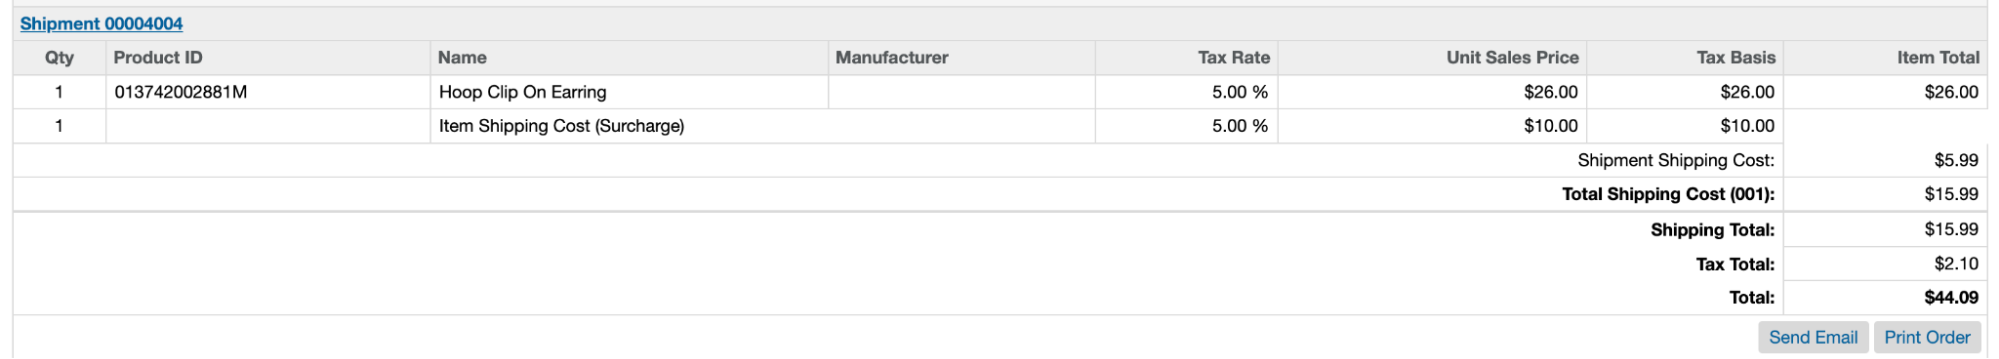 Shipment 00004004
Qty Product ID Name Manufacturer Tax Rate Unit Sales Price Tax Basis Item Total
1 013742002881M Hoop Clip On Earring 5.00 % $26.00 $26.00 $26.00
1 Item Shipping Cost (Surcharge) 5.00 % $10.00 $10.00
Shipment Shipping Cost: $5.99
Total Shipping Cost (001): $15.99
Shipping Total: $15.99
Tax Total: $2.10
Total: $44.09
Send Email Print Order